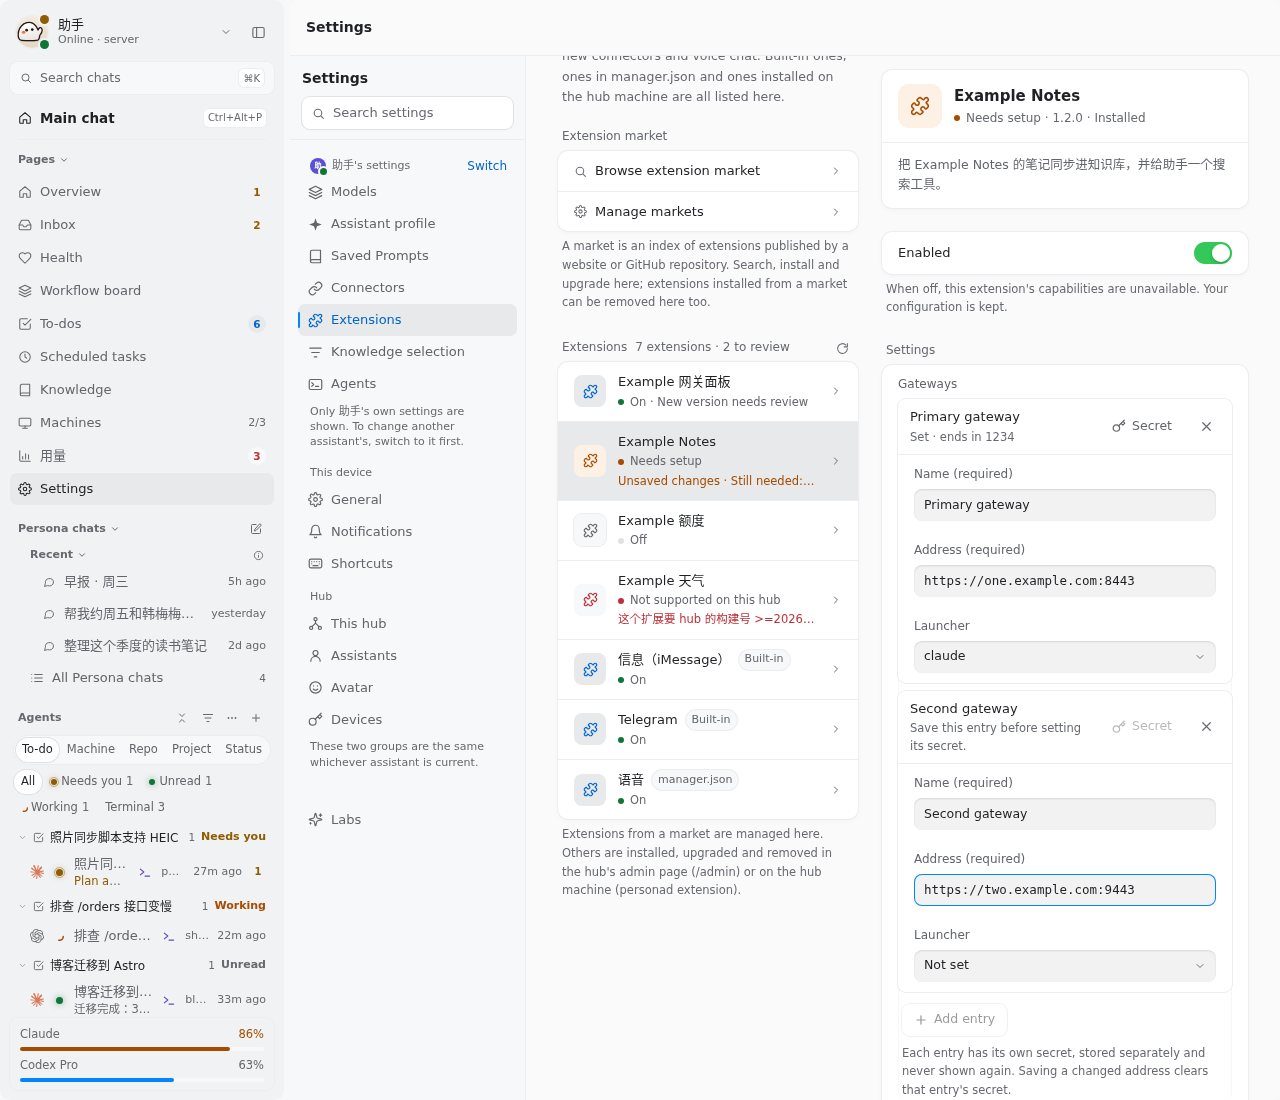 助手
Online · server
Search chats
⌘K
Main chat
Ctrl+Alt+P
Pages
Overview
1
Inbox
2
Health
Workflow board
To-dos
6
Scheduled tasks
Knowledge
Machines
2/3
用量
3
Settings
Persona chats
Recent
早报 · 周三
5h ago
帮我约周五和韩梅梅…
yesterday
整理这个季度的读书笔记
2d ago
All Persona chats
4
Agents
To-do
Machine
Repo
Project
Status
All
Needs you 1
Unread 1
Working 1
Terminal 3
照片同步脚本支持 HEIC
1
Needs you
照片同…
p…
27m ago
1
Plan a…
排查 /orders 接口变慢
1
Working
排查 /orde…
sh…
22m ago
博客迁移到 Astro
1
Unread
博客迁移到…
bl…
33m ago
迁移完成：3…
Claude
86%
Codex Pro
63%
Settings
Settings
Search settings
助手's settings
Switch
Models
Assistant profile
Saved Prompts
Connectors
Extensions
Knowledge selection
Agents
Only 助手's own settings are
shown. To change another
assistant's, switch to it first.
This device
General
Notifications
Shortcuts
Hub
This hub
Assistants
Avatar
Devices
These two groups are the same
whichever assistant is current.
Labs
new connectors and voice chat. Built-in ones,
ones in manager.json and ones installed on
the hub machine are all listed here.
Extension market
Browse extension market
Manage markets
A market is an index of extensions published by a
website or GitHub repository. Search, install and
upgrade here; extensions installed from a market
can be removed here too.
Extensions
7 extensions · 2 to review
Example 网关面板
On · New version needs review
Example Notes
Needs setup
Unsaved changes · Still needed:…
Example 额度
Off
Example 天气
Not supported on this hub
这个扩展要 hub 的构建号 >=2026…
信息（iMessage）
Built-in
On
Telegram
Built-in
On
语音
manager.json
On
Extensions from a market are managed here.
Others are installed, upgraded and removed in
the hub's admin page (/admin) or on the hub
machine (personad extension).
Example Notes
Needs setup · 1.2.0 · Installed
把 Example Notes 的笔记同步进知识库，并给助手一个搜
索工具。
Enabled
When off, this extension's capabilities are unavailable. Your
configuration is kept.
Settings
Gateways
Primary gateway
Set · ends in 1234
Secret
Name (required)
Primary gateway
Address (required)
https://one.example.com:8443
Launcher
claude
Second gateway
Save this entry before setting
its secret.
Secret
Name (required)
Second gateway
Address (required)
https://two.example.com:9443
Launcher
Not set
Add entry
Each entry has its own secret, stored separately and
never shown again. Saving a changed address clears
that entry's secret.